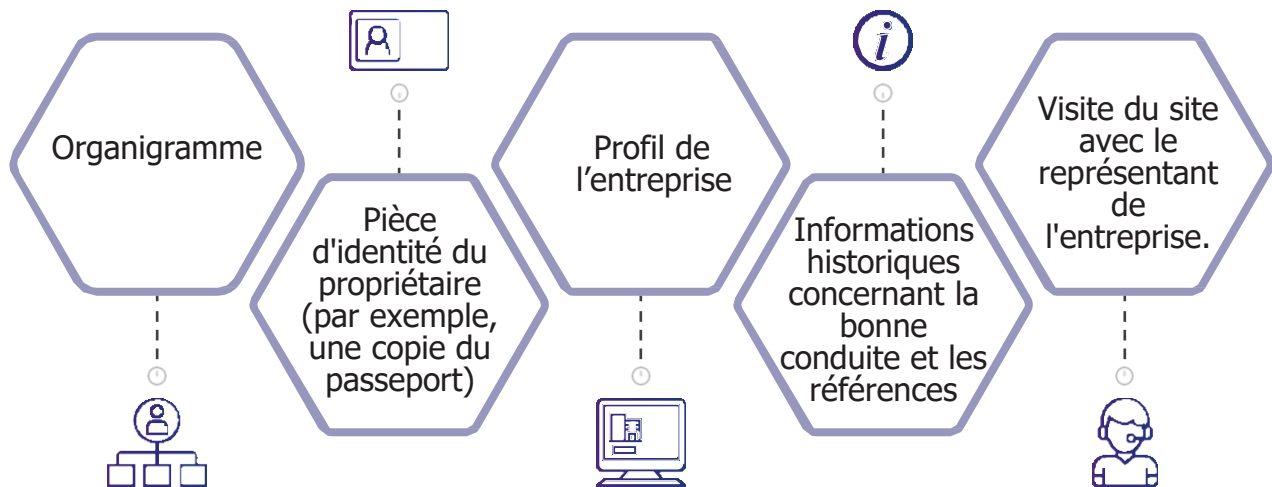 Organigramme
Pièce
d'identité du
propriétaire
(par exemple,
une copie du
passeport)
Profil de
l’entreprise
Informations
historiques
concernant la
bonne
conduite et les
références
Visite du site
avec le
représentant
de
l'entreprise.